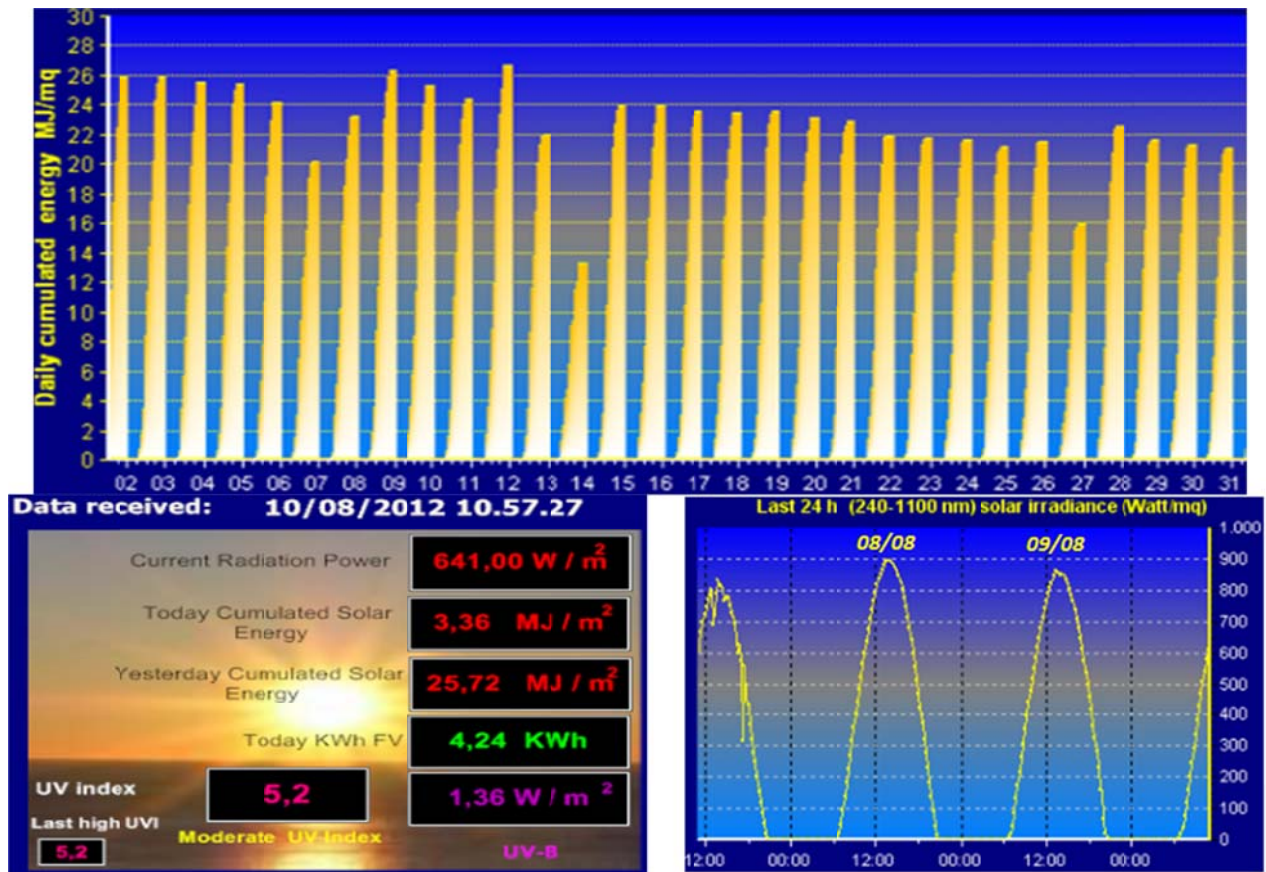 Daily cumulated energy MJ/mq
30
28
26
24
22
20
18
16
14
12
10
8
6
4
2
0
02 03 04 05 06 07 08 09 10 11 12 13 14 15 16 17 18 19 20 21 22 23 24 25 26 27 28 29 30 31
Data received: 10/08/2012 10.57.27
Current Radiation Power 641,00 W / m²
Today Cumulated Solar
Energy
3,36 MJ / m²
Yesterday Cumulated Solar
Energy
25,72 MJ / m²
Today KWh FV 4,24 KWh
UV index 5,2 1,36 W / m ²
Last high UVI
5,2
Moderate UV-Index
UV-B
Last 24 h (240-1100 nm) solar irradiance (Watt/mq)
08/08 09/08
1.000
900
800
700
600
500
400
300
200
100
0
12:00 00:00 12:00 00:00 12:00 00:00